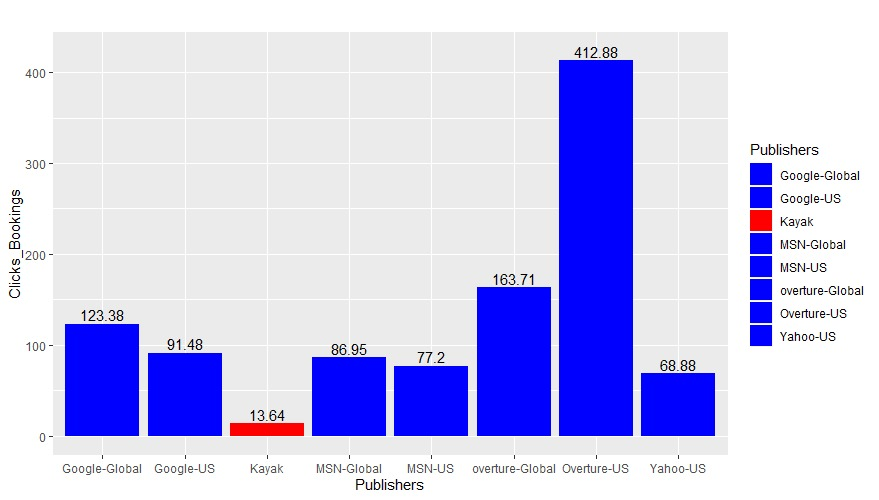 412.88
400
300
Publishers
Google-Global
Google-US
Kayak
MSN-Global
MSN-US
overture-Global
Overture-US
Yahoo-US
Clicks_Bookings
200
163.71
123.38
91.48
86.95
77.2
68.88
100
13.64
0
Google-Global Google-US Kayak MSN-Global MSN-US overture-Global Overture-US Yahoo-US
Publishers